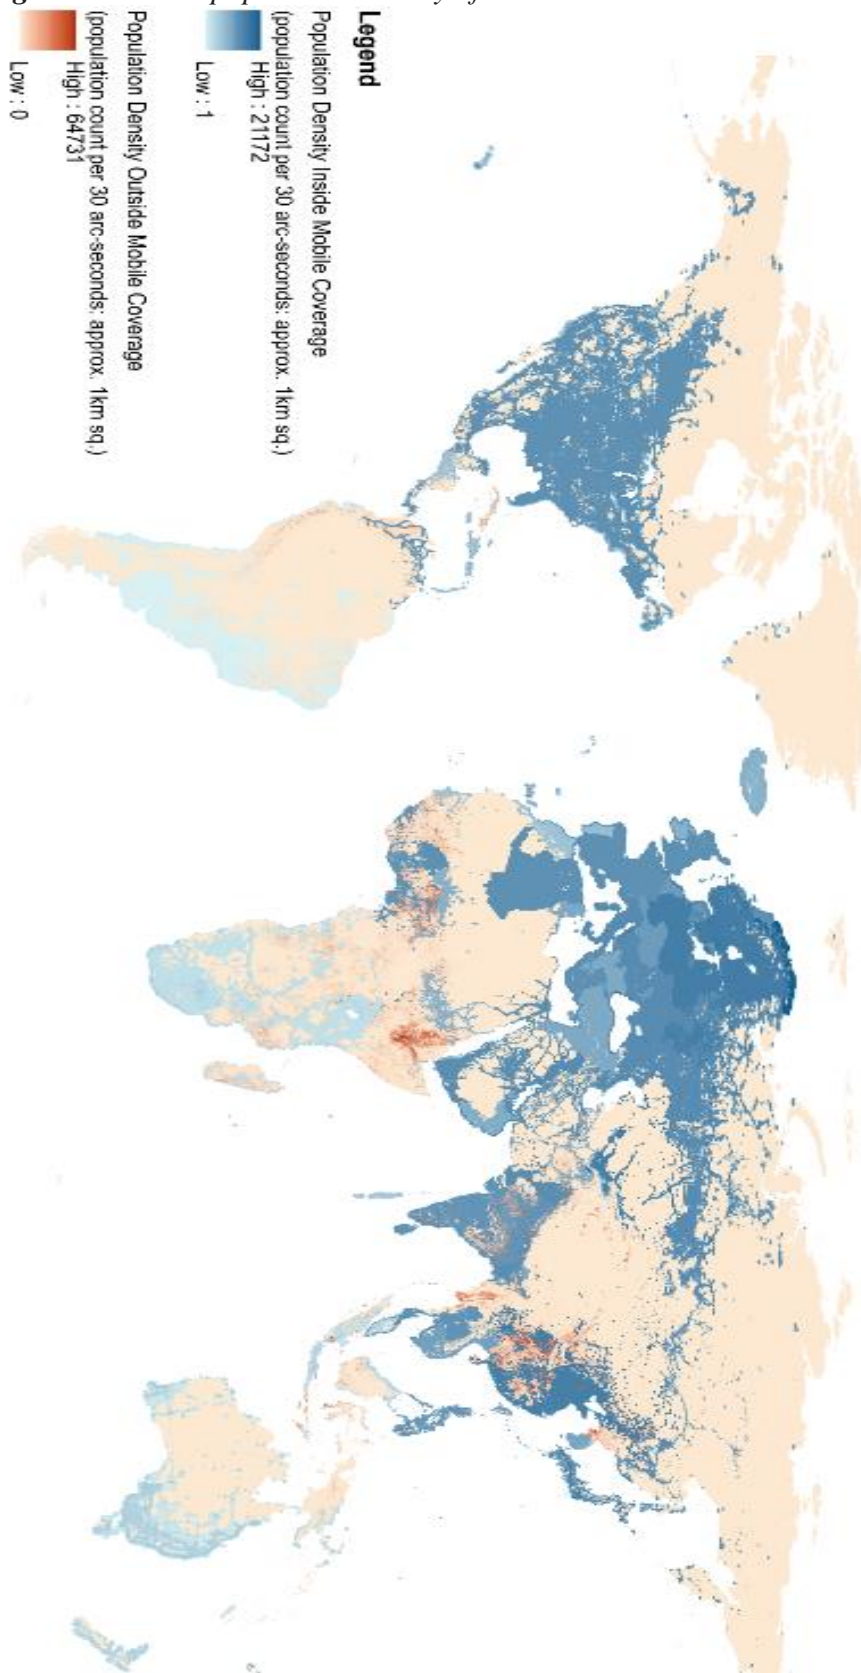 Legend
Population Density Inside Mobile Coverage
(population count per 30 arc-seconds; approx. 1km sq.)
High : 21172
Low : 1
Population Density Outside Mobile Coverage
(population count per 30 arc-seconds; approx. 1km sq.)
High : 64731
Low : 0